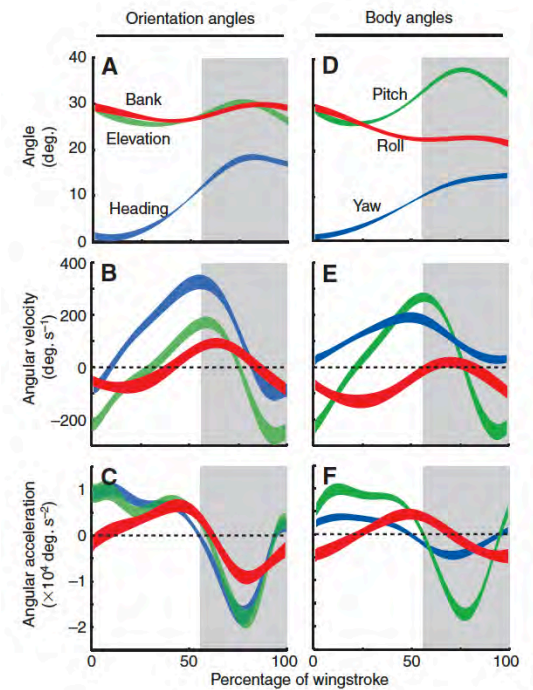 Orientation angles
Body angles
A
D
40
30
20
10
0
Angle
(deg.)
Bank
Elevation
Heading
Pitch
Roll
Yaw
B
E
400
200
0
–200
Angular velocity
(deg. s–1)
C
F
1
0
–1
–2
Angular acceleration
(×10⁴ deg. s–2)
0
50
100
0
50
100
Percentage of wingstroke